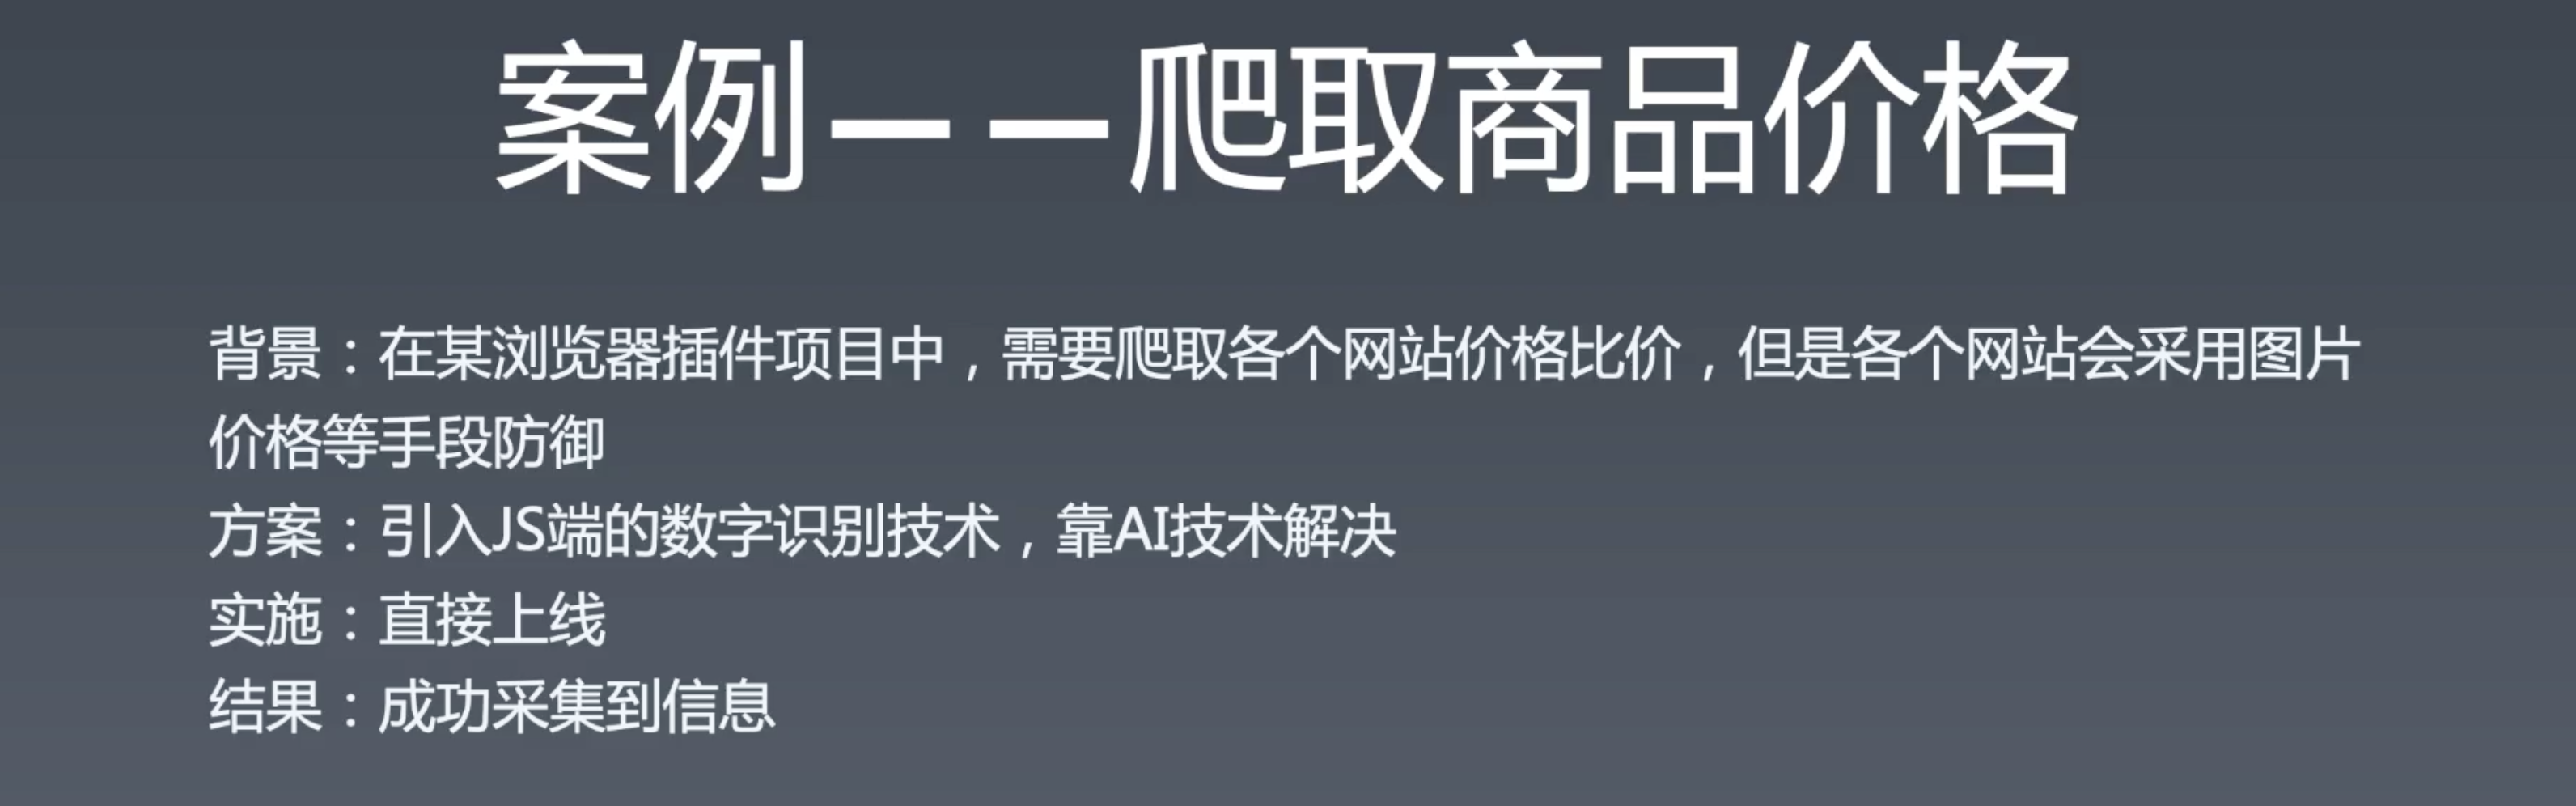 案例——爬取商品价格
背景：在某浏览器插件项目中，需要爬取各个网站价格比价，但是各个网站会采用图片
价格等手段防御
方案：引入JS端的数字识别技术，靠AI技术解决
实施：直接上线
结果：成功采集到信息